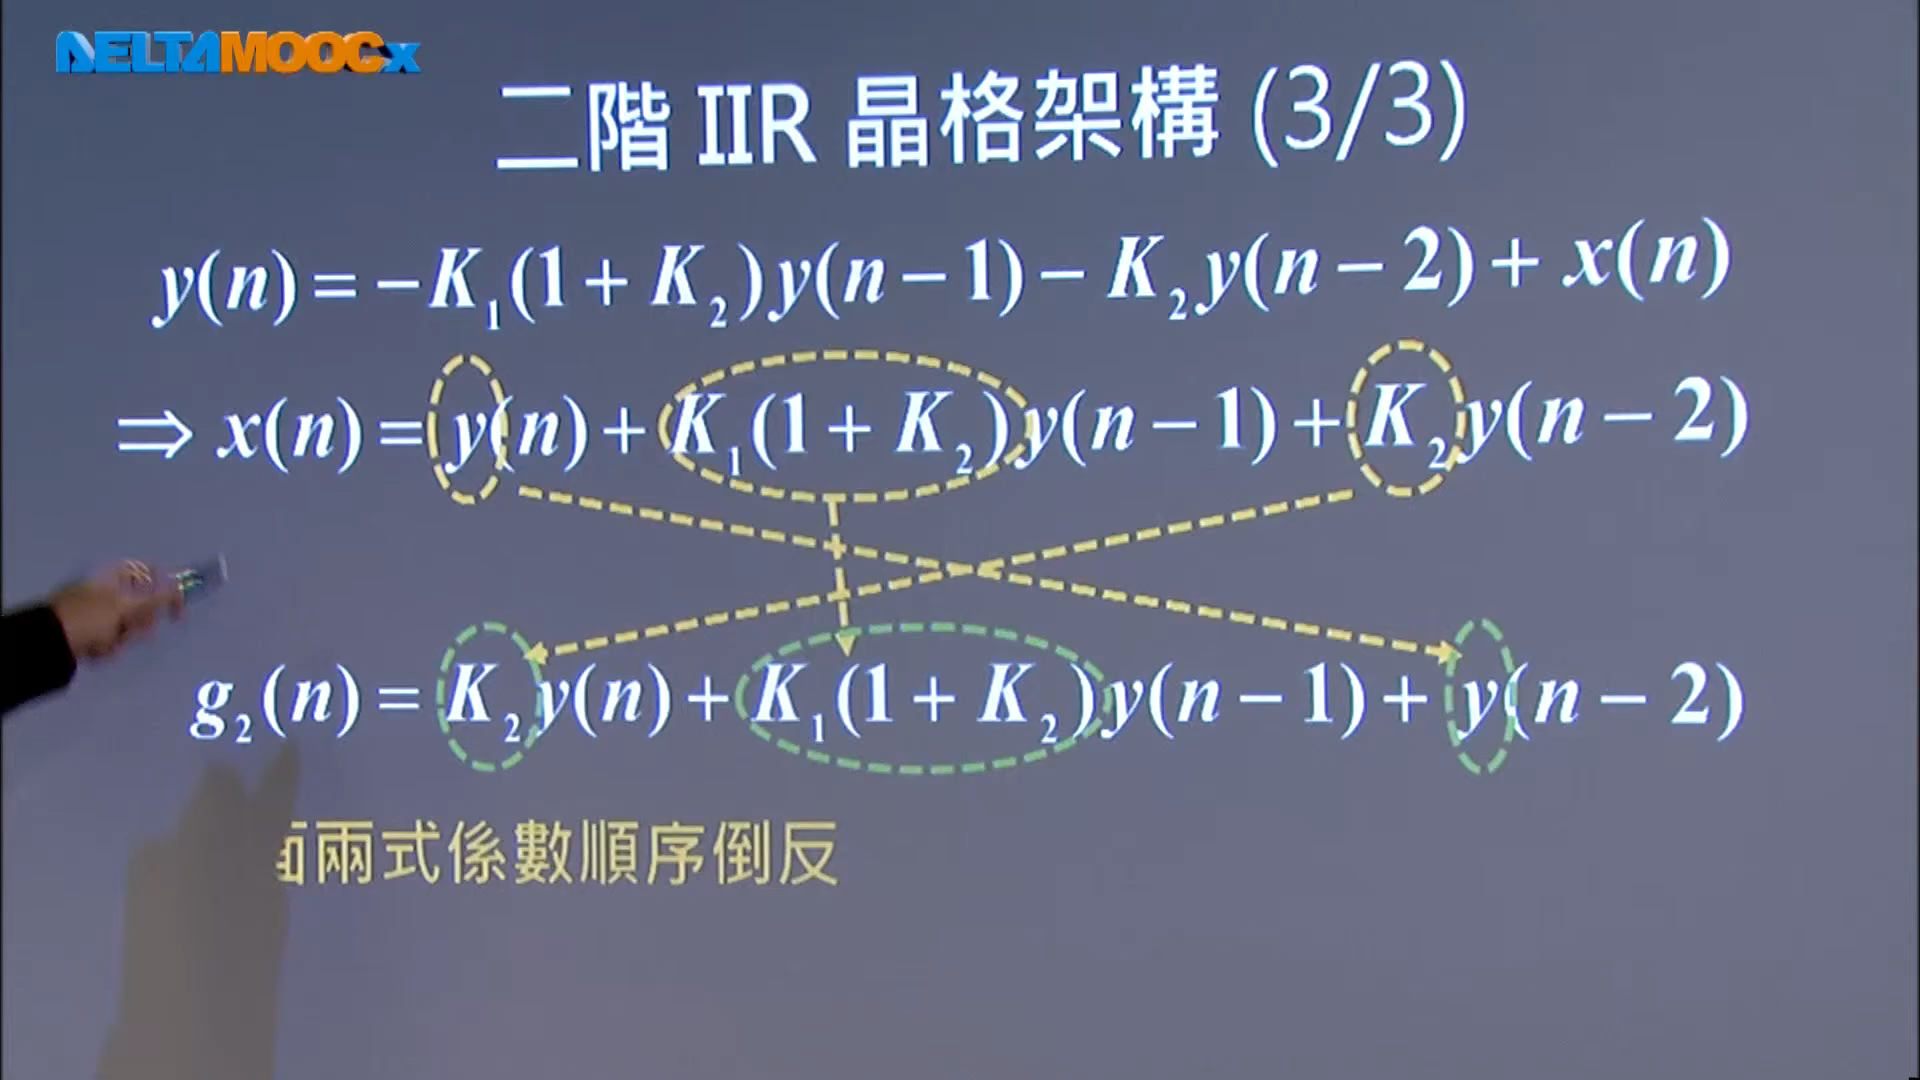 DELTAMOOCx
二階 IIR 晶格架構 (3/3)
y(n) = −K₁(1 + K₂)y(n − 1) − K₂y(n − 2) + x(n)
⇒ x(n) = y(n) + K₁(1 + K₂)y(n − 1) + K₂y(n − 2)
g₂(n) = K₂y(n) + K₁(1 + K₂)y(n − 1) + y(n − 2)
兩式係數順序倒反